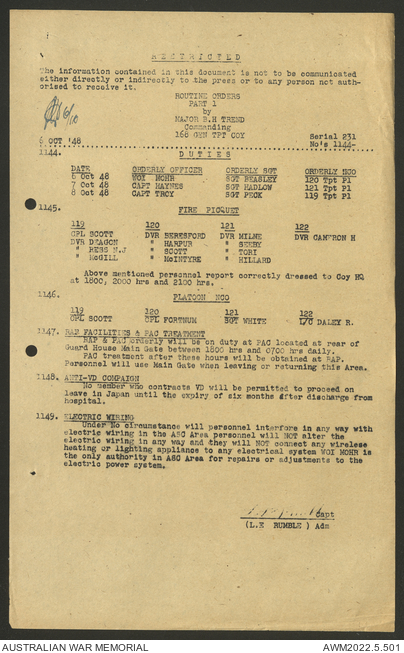 RESTRICTED
The information contained in this document is not to be communicated
either directly or indirectly to the press or to any person not auth-
orised to receive it.
ROUTINE ORDERS
PART 1
by
MAJOR B.H TREND
Commanding
168 GYN TPT COY
6/10
6 OCT '48 Serial 231
No's 1144-
1144. DUTIES
DATE ORDERLY OFFICER ORDERLY SGT ORDERLY NCO
6 Oct 48 WOI MOHR SGT BEASLEY 120 Tpt Pl
7 Oct 48 CAPT HAYNES SGT HADLOW 121 Tpt Pl
8 Oct 48 CAPT TROY SGT PECK 119 Tpt Pl
1145. FIRE PICQUET
119 120 121 122
CPL SCOTT DVR BERESFORD DVR MILNE DVR CAMERON H
DVR DEAGON " HARPUR " SERBY
" HESS N.J " SCOTT " TORI
" McGILL " McINTYRE " HILLARD
Above mentioned personnel report correctly dressed to Coy HQ
at 1800, 2000 hrs and 2100 hrs.
1146. PLATOON NCO
119 120 121 122
CPL SCOTT CPL FORTNUM SGT WHITE L/C DALEY R.
1147. RAP FACILITIES & PAC TREATMENT
RAP & PAC orderly will be on duty at PAC located at rear of
Guard House Main Gate between 1800 hrs and 0700 hrs daily.
PAC treatment after these hours will be obtained at RAP.
Personnel will use Main Gate when leaving or returning this Area.
1148. ANTI-VD COMPAIGN
No member who contracts VD will be permitted to proceed on
leave in Japan until the expiry of six months after discharge from
hospital.
1149. ELECTRIC WIRING
Under No circumstance will personnel interfere in any way with
electric wiring in the ASC Area personnel will NOT alter the
electric wiring in any way and they will NOT connect any wireless
heating or lighting appliance to any electrical system WOI MOHR is
the only authority in ASC Area for repairs or adjustments to the
electric power system.
Capt
(L.E RUMBLE ) Adm
AUSTRALIAN WAR MEMORIAL AWM2022.5.501